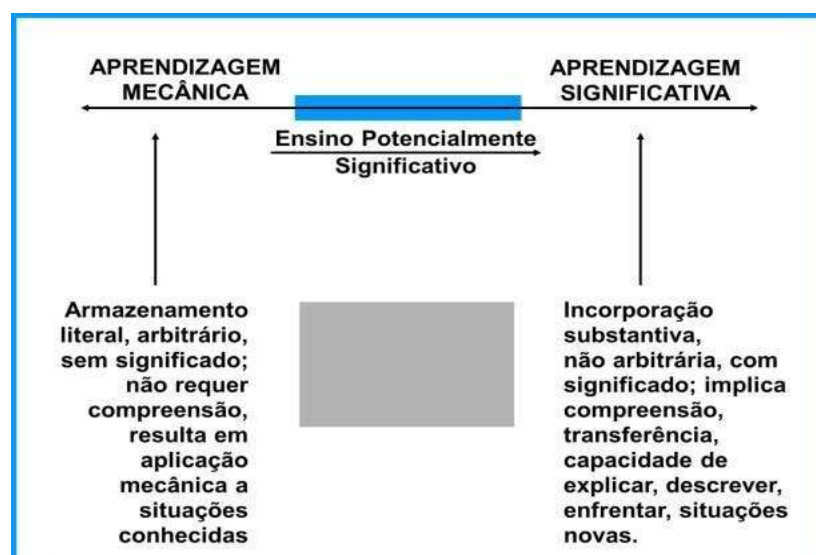 APRENDIZAGEM
MECÂNICA
APRENDIZAGEM
SIGNIFICATIVA
Ensino Potencialmente
Significativo
Armazenamento
literal, arbitrário,
sem significado;
não requer
compreensão,
resulta em
aplicação
mecânica a
situações
conhecidas
Incorporação
substantiva,
não arbitrária, com
significado; implica
compreensão,
transferência,
capacidade de
explicar, descrever,
enfrentar, situações
novas.